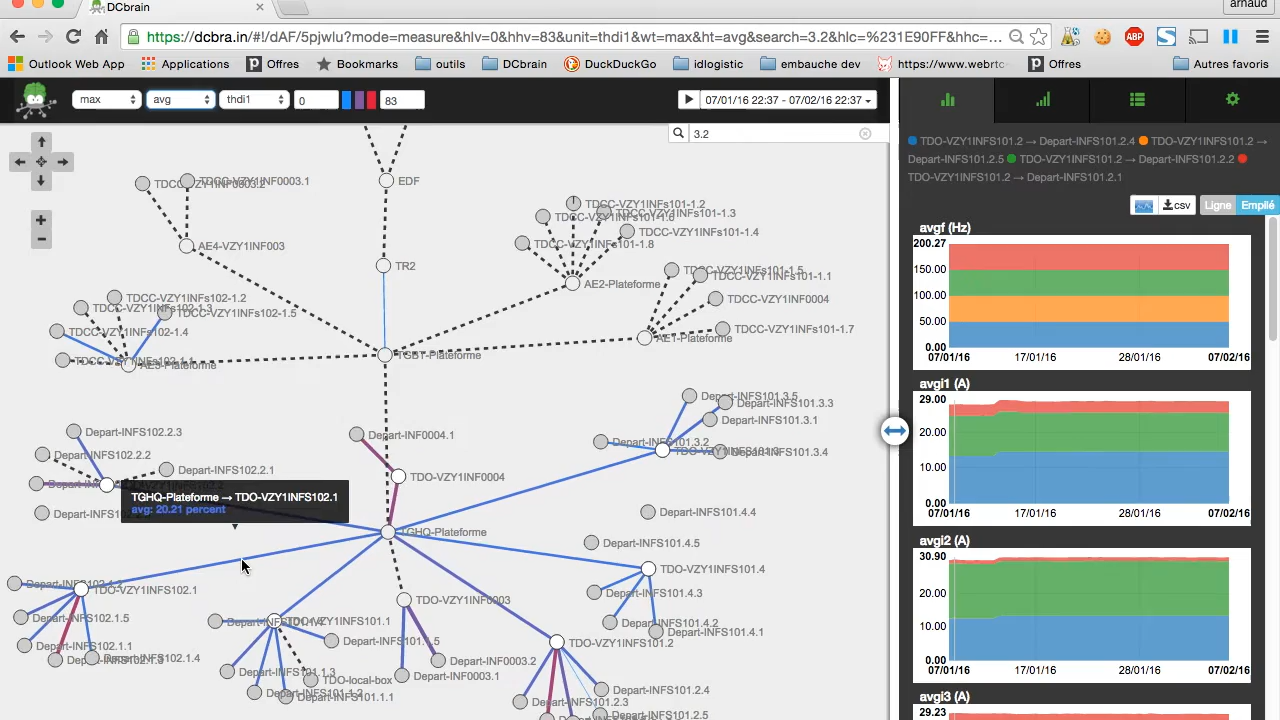 DCbrain
arnaud
https://dcbra.in/#!/dAF/5pjwlu?mode=measure&hlv=0&hhv=83&unit=thdi1&wt=max&ht=avg&search=3.2&hlc=%231E90FF&hhc=...
Outlook Web App Applications Offres Bookmarks outils DCbrain DuckDuckGo idlogistic embauche dev https://www.webrtc Offres Autres favoris
max avg thdi1 0 83 07/01/16 22:37 - 07/02/16 22:37
3.2
TDO-VZY1INFS101.2 → Depart-INFS101.2.4 TDO-VZY1INFS101.2 →
Depart-INFS101.2.5 TDO-VZY1INFS101.2 → Depart-INFS101.2.2
TDO-VZY1INFS101.2 → Depart-INFS101.2.1
csv Ligne Empilé
EDF
AE4-VZY1INF003
TR2
TDCC-VZY1INFs101-1.2
TDCC-VZY1INFs101-1.3
TDCC-VZY1INFs101-1.4
TDCC-VZY1INFs101-1.8
AE2-Plateforme
TDCC-VZY1INFs101-1.1
TDCC-VZY1INF0004
TDCC-VZY1INFs101-1.7
AE1-Plateforme
TDCC-VZY1INFs102-1.2
TDCC-VZY1INFs102-1.5
TDCC-VZY1INFs102-1.4
TGBT-Plateforme
Depart-INFS101.3.5
Depart-INFS101.3.3
Depart-INFS101.3.1
Depart-INFS101.3.2
Depart-INFS101.3.4
Depart-INFS102.2.3
Depart-INFS102.2.2
Depart-INFS102.2.1
Depart-INF0004.1
TDO-VZY1INF0004
TGHQ-Plateforme → TDO-VZY1INFS102.1
avg: 20.21 percent
TGHQ-Plateforme
Depart-INFS101.4.4
Depart-INFS101.4.5
TDO-VZY1INFS101.4
Depart-INFS101.4.3
Depart-INFS101.4.2
Depart-INFS101.4.1
TDO-VZY1INFS102.1
Depart-INFS102.1.5
Depart-INFS102.1.1
Depart-INFS102.1.4
TDO-VZY1INFS101.1
Depart-INFS101.1.5
Depart-INFS101.1.3
TDO-local-box
Depart-INFS101.1.1
TDO-VZY1INF0003
Depart-INF0003.2
Depart-INF0003.1
TDO-VZY1INFS101.2
Depart-INFS101.2.4
Depart-INFS101.2.3
Depart-INFS101.2.5
avgf (Hz)
200.27
150.00
100.00
50.00
0.00
07/01/16 17/01/16 28/01/16 07/02/16
avgi1 (A)
29.00
20.00
10.00
0.00
07/01/16 17/01/16 28/01/16 07/02/16
avgi2 (A)
30.90
20.00
10.00
0.00
07/01/16 17/01/16 28/01/16 07/02/16
avgi3 (A)
29.23